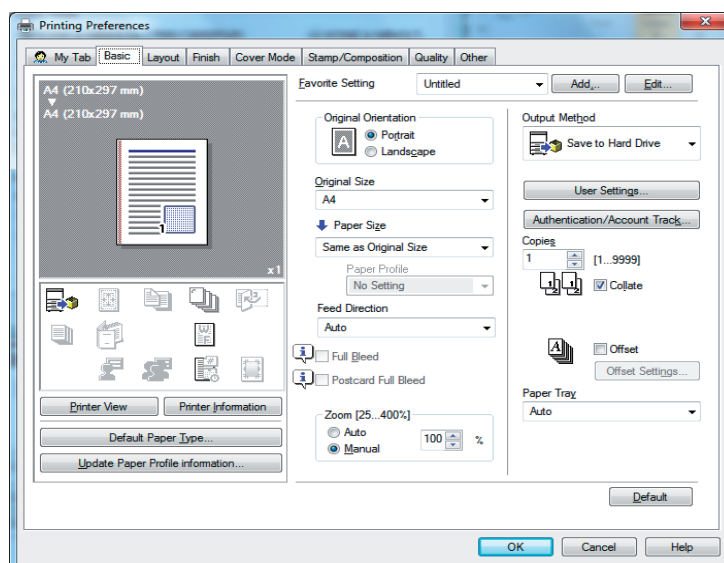 Printing Preferences
My Tab Basic Layout Finish Cover Mode Stamp/Composition Quality Other
A4 (210x297 mm)
A4 (210x297 mm)
1
x1
Printer View Printer Information
Default Paper Type...
Update Paper Profile information...
Favorite Setting Untitled Add... Edit...
Original Orientation
A
Portrait
Landscape
Original Size
A4
Paper Size
Same as Original Size
Paper Profile
No Setting
Feed Direction
Auto
Full Bleed
Postcard Full Bleed
Zoom [25...400%]
Auto
Manual
100 %
Output Method
Save to Hard Drive
User Settings...
Authentication/Account Track...
Copies
1 [1...9999]
Collate
Offset
Offset Settings...
Paper Tray
Auto
Default
OK Cancel Help